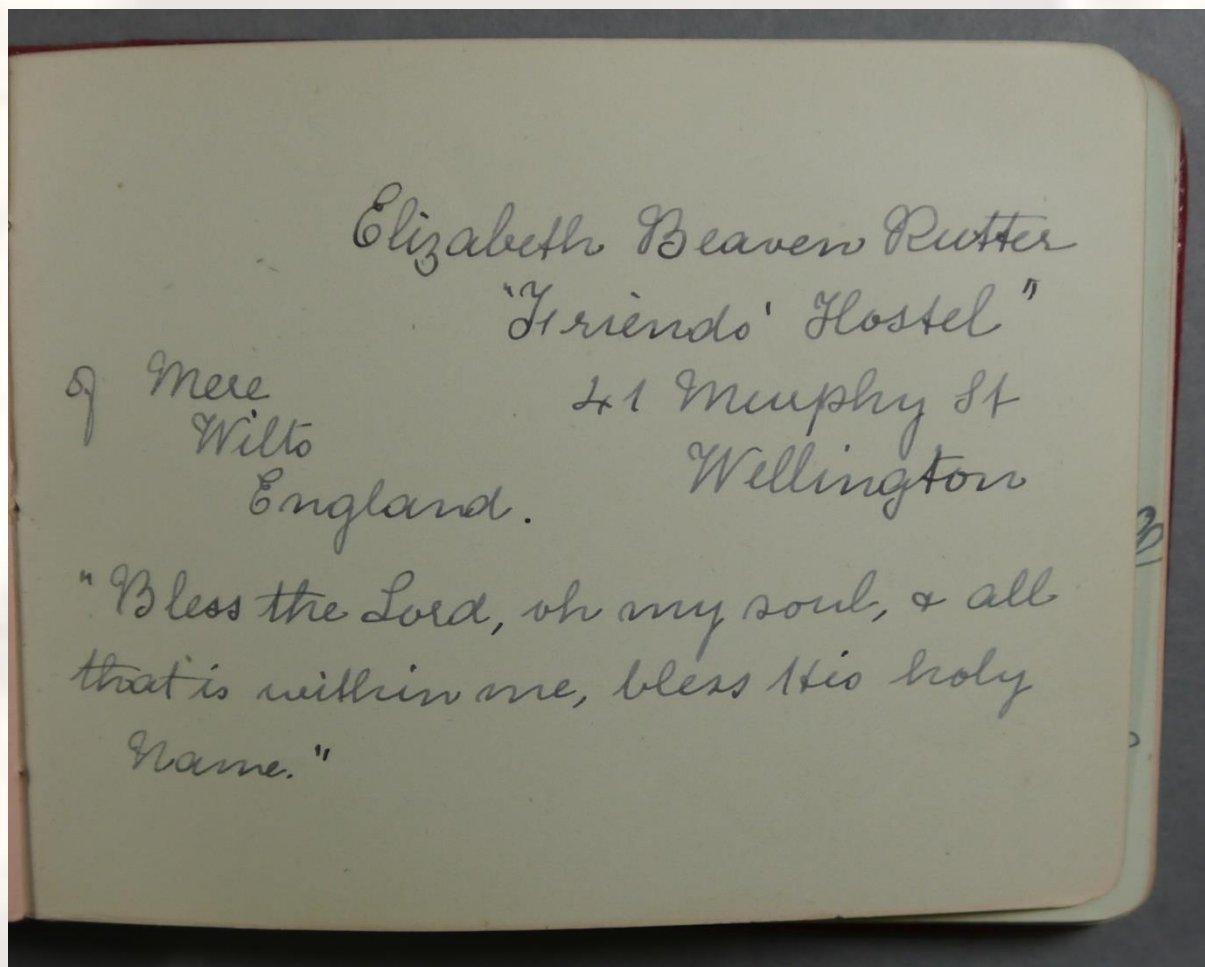 Elizabeth Beaven Rutter
"Friends' Hostel"
41 Murphy St
Wellington
of Mere
Wilts
England.
"Bless the Lord, oh my soul, & all
that is within me, bless His holy
Name."